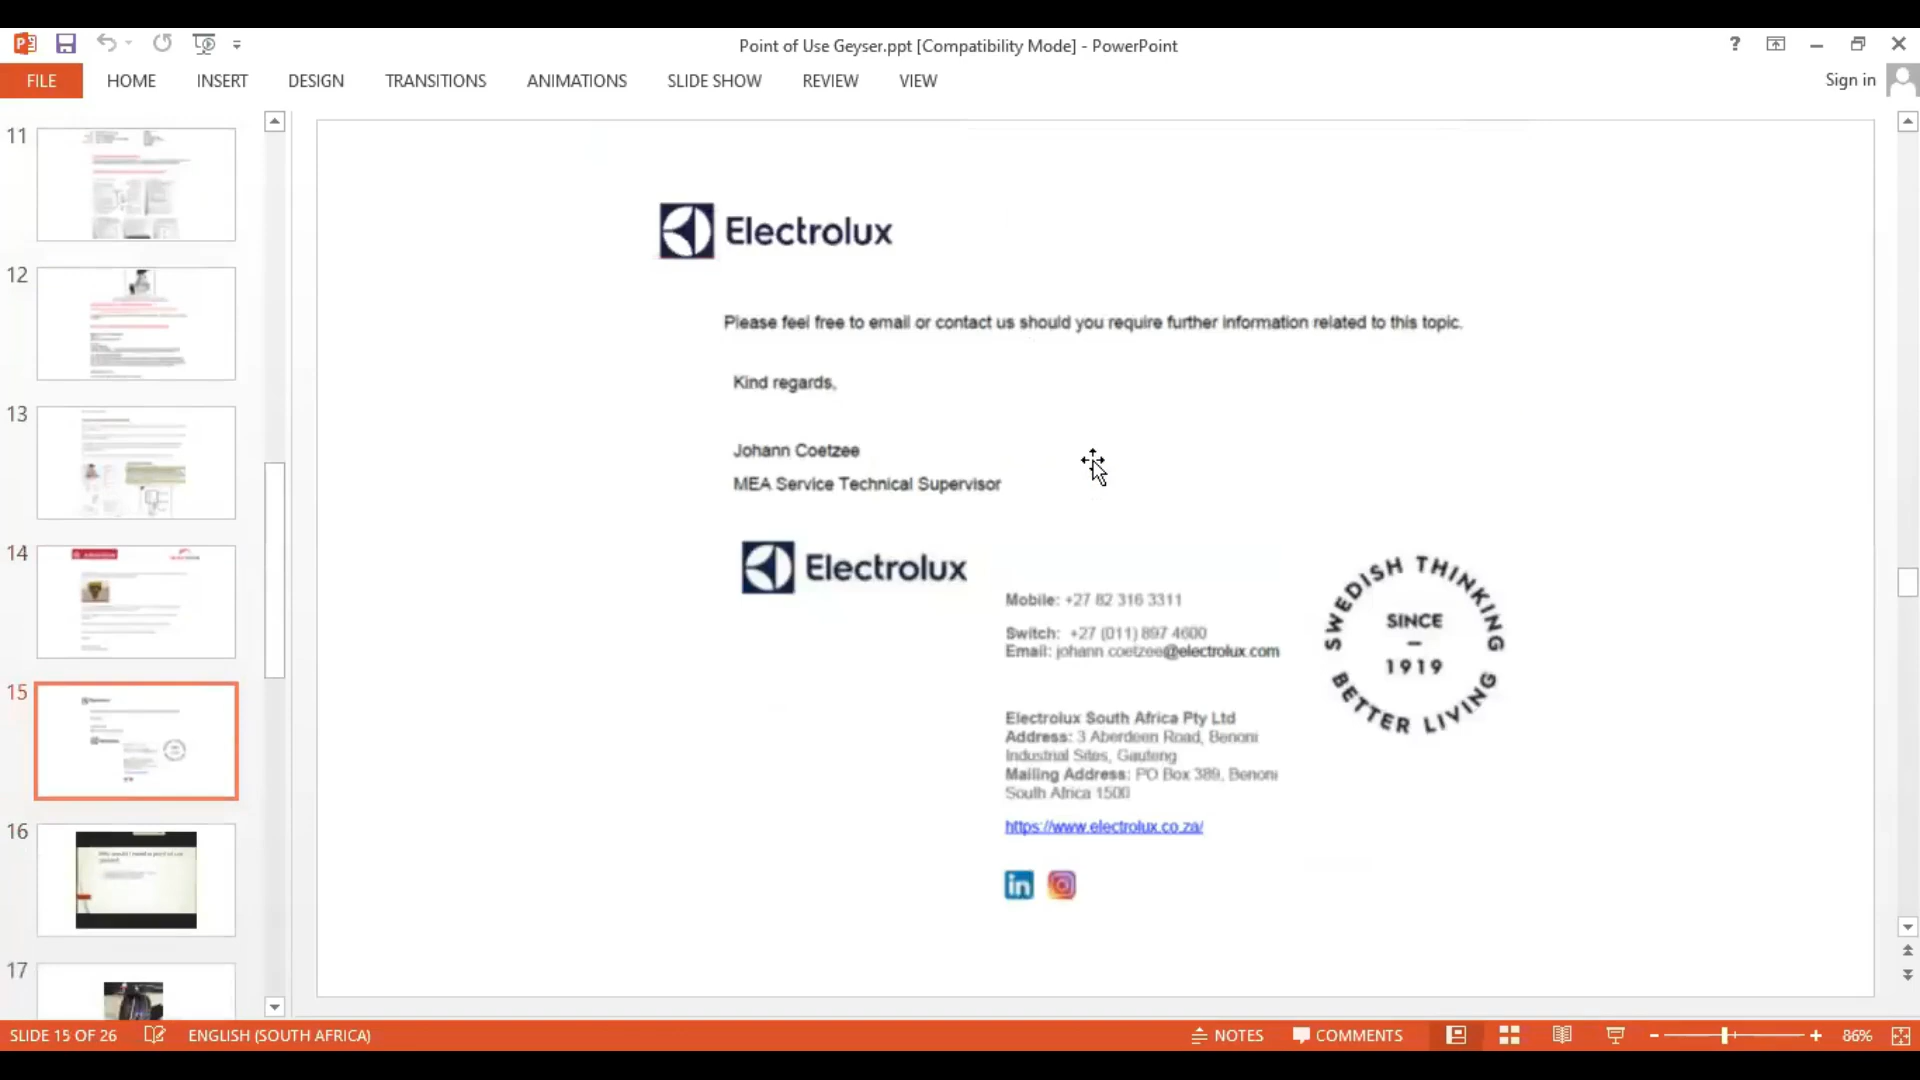 Point of Use Geyser.ppt [Compatibility Mode] - PowerPoint
FILE HOME INSERT DESIGN TRANSITIONS ANIMATIONS SLIDE SHOW REVIEW VIEW
Sign in
11
12
13
14
15
16
17
Electrolux
Please feel free to email or contact us should you require further information related to this topic.
Kind regards,
Johann Coetzee
MEA Service Technical Supervisor
Electrolux
Mobile: +27 82 316 3311
Switch: +27 (011) 897 4600
Email: johann.coetzee@electrolux.com
SWEDISH THINKING
SINCE
1919
BETTER LIVING
Electrolux South Africa Pty Ltd
Address: 3 Aberdeen Road, Benoni
Industrial Sites, Gauteng
Mailing Address: PO Box 389, Benoni
South Africa 1500
https://www.electrolux.co.za/
in
SLIDE 15 OF 26
ENGLISH (SOUTH AFRICA)
NOTES
COMMENTS
86%